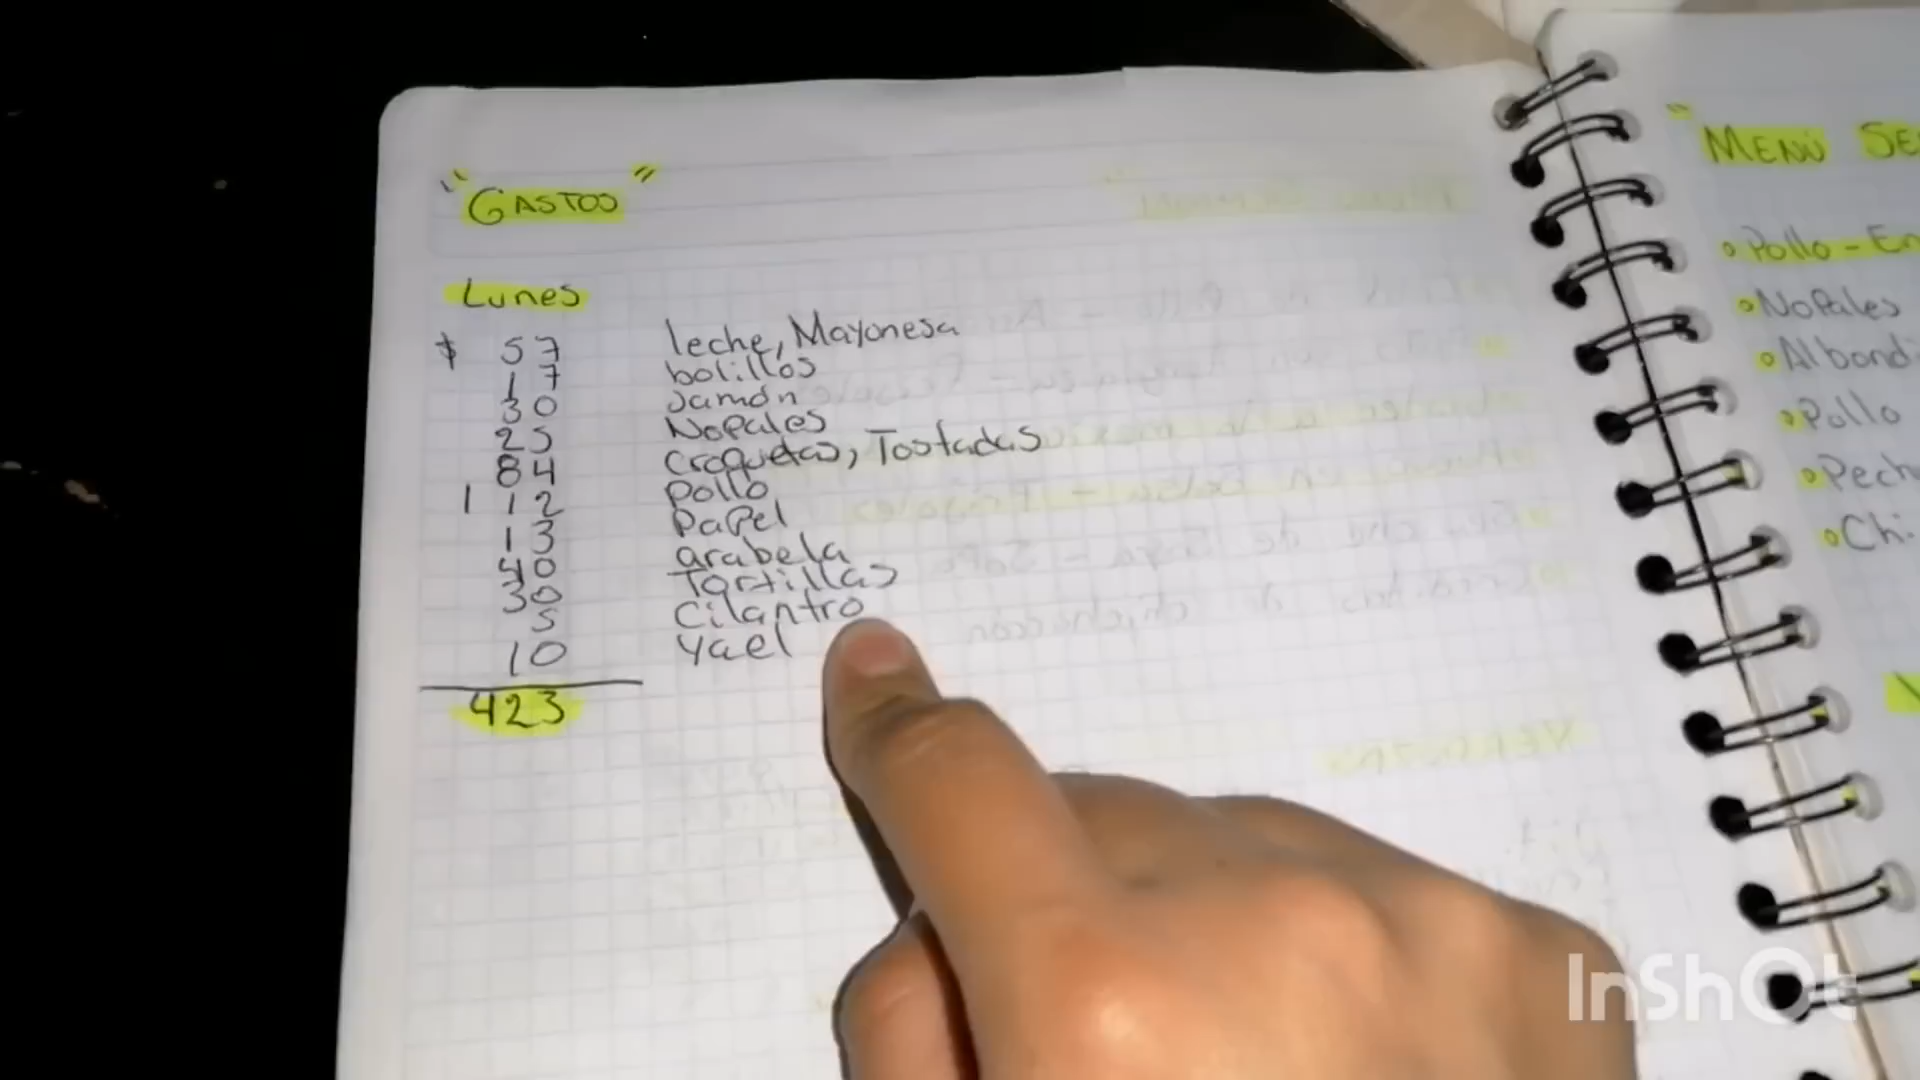 "GASTOS"
Lunes
$ 57 leche, Mayonesa
17 bolillos
30 Jamón
25 Nopales
84 croquetas, Tostadas
112 pollo
13 papel
40 arabela
30 Tortillas
5 Cilantro
10 Yael
423
"MENÚ SE
Pollo - En
Nopales
Albondi
Pollo
Pech
Chi
InShOt